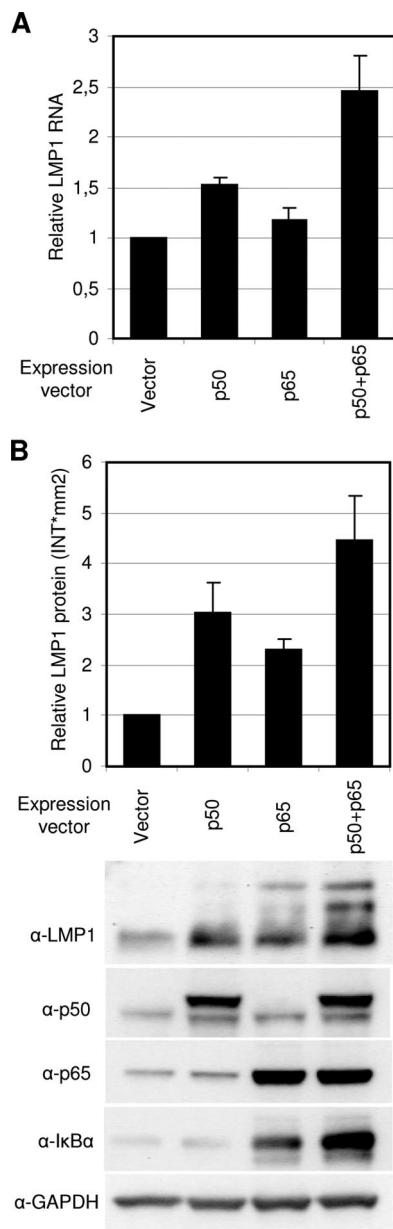 A
Relative LMP1 RNA
3
2,5
2
1,5
1
0,5
0
Expression
vector
Vector
p50
p65
p50+p65
B
Relative LMP1 protein (INT*mm2)
6
5
4
3
2
1
0
Expression
vector
Vector
p50
p65
p50+p65
α-LMP1
α-p50
α-p65
α-IκBα
α-GAPDH